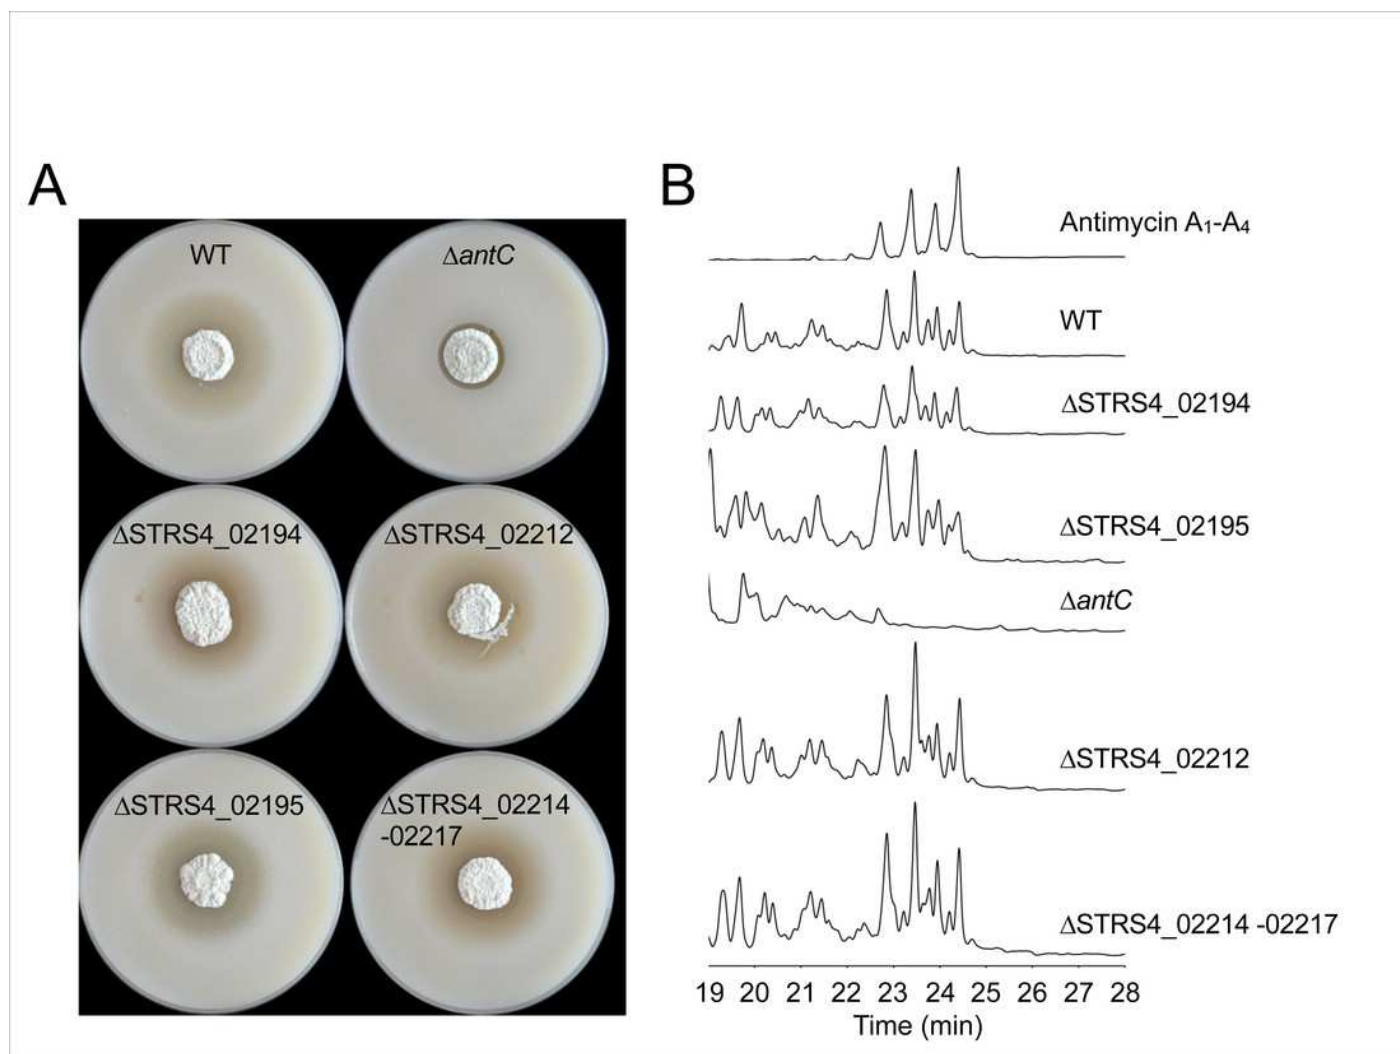 A
WT
ΔantC
ΔSTRS4_02194
ΔSTRS4_02212
ΔSTRS4_02195
ΔSTRS4_02214
-02217
B
Antimycin A₁-A₄
WT
ΔSTRS4_02194
ΔSTRS4_02195
ΔantC
ΔSTRS4_02212
ΔSTRS4_02214 -02217
19 20 21 22 23 24 25 26 27 28
Time (min)